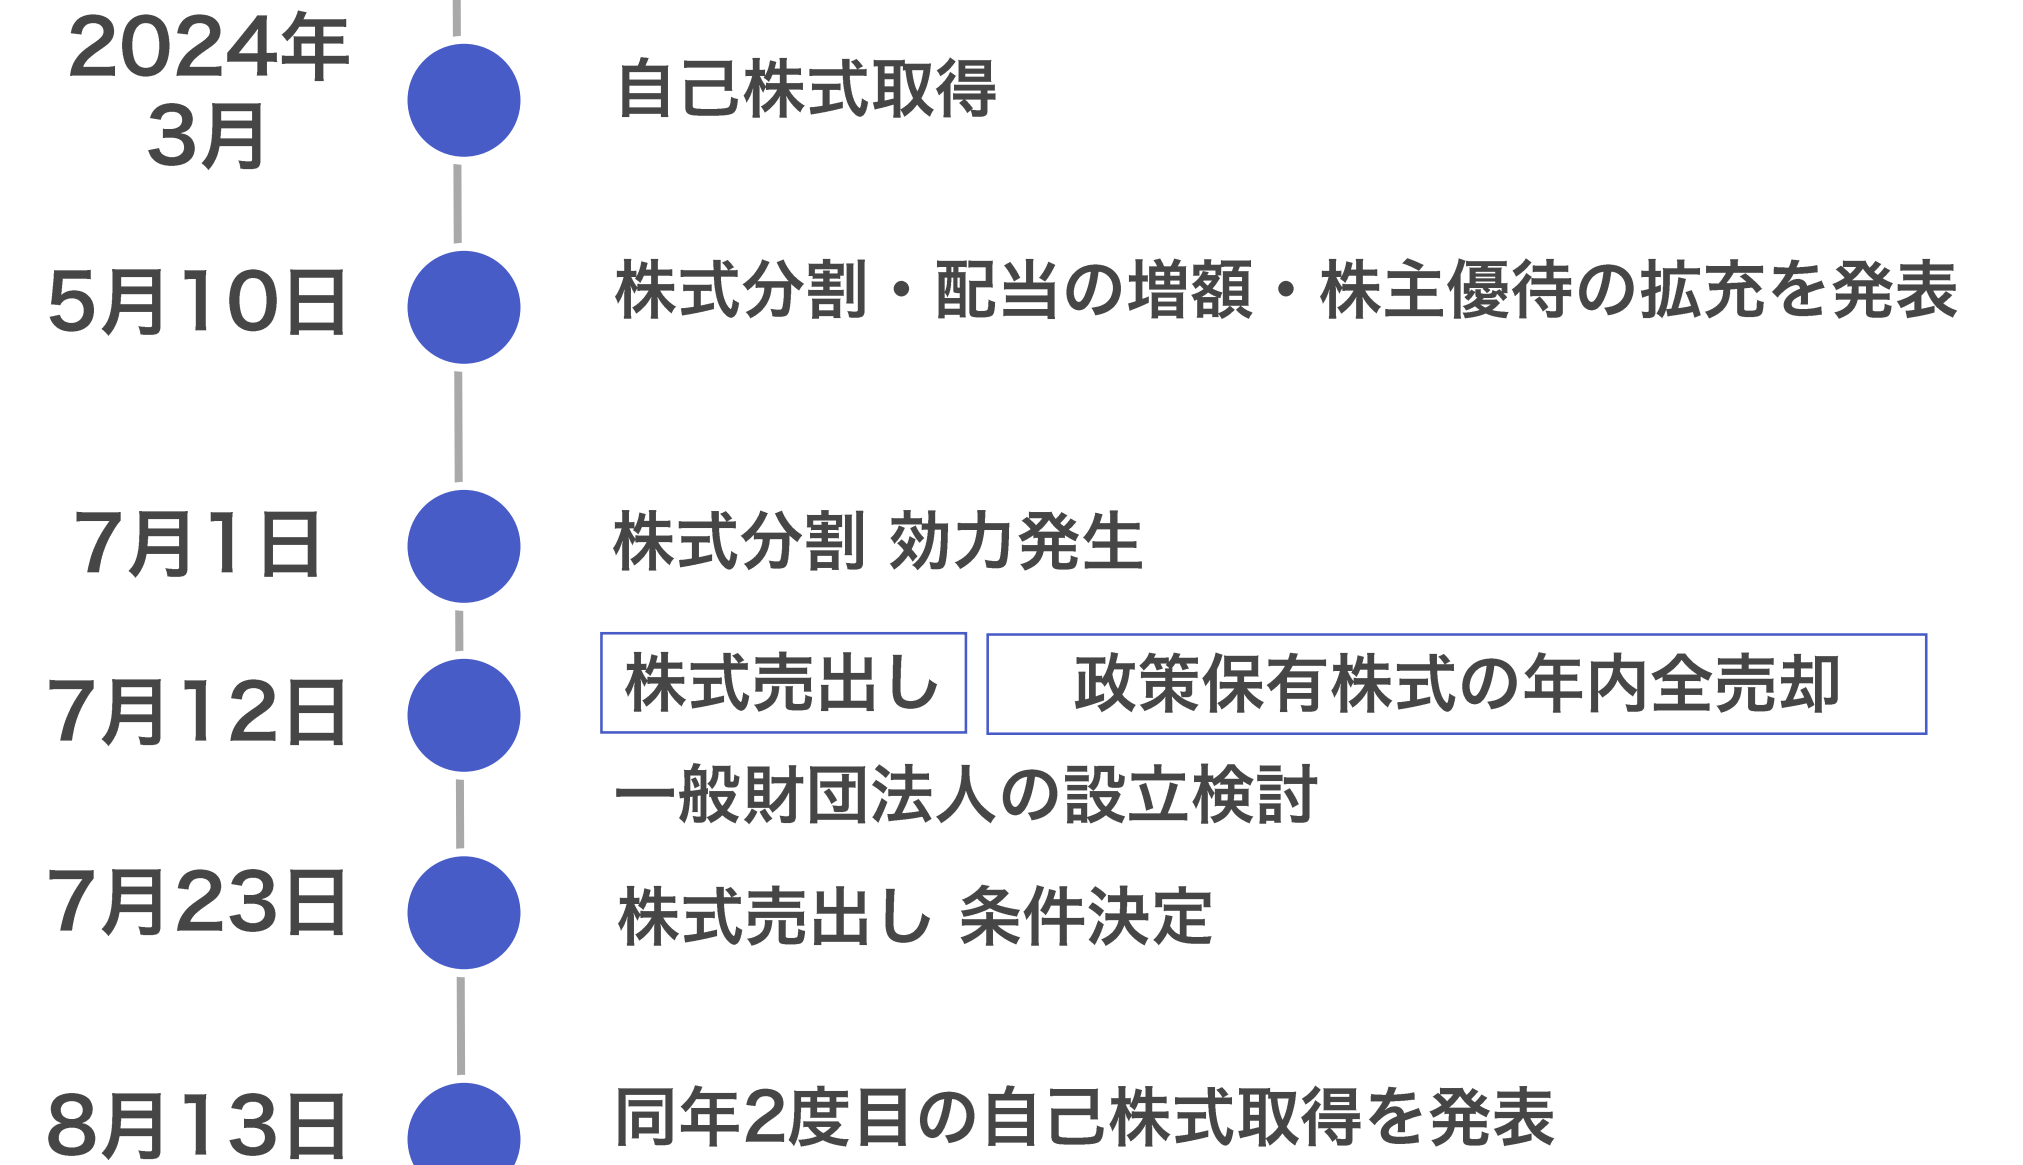 2024年
3月
自己株式取得
5月10日
株式分割・配当の増額・株主優待の拡充を発表
7月1日
株式分割 効力発生
7月12日
株式売出し
政策保有株式の年内全売却
一般財団法人の設立検討
7月23日
株式売出し 条件決定
8月13日
同年2度目の自己株式取得を発表